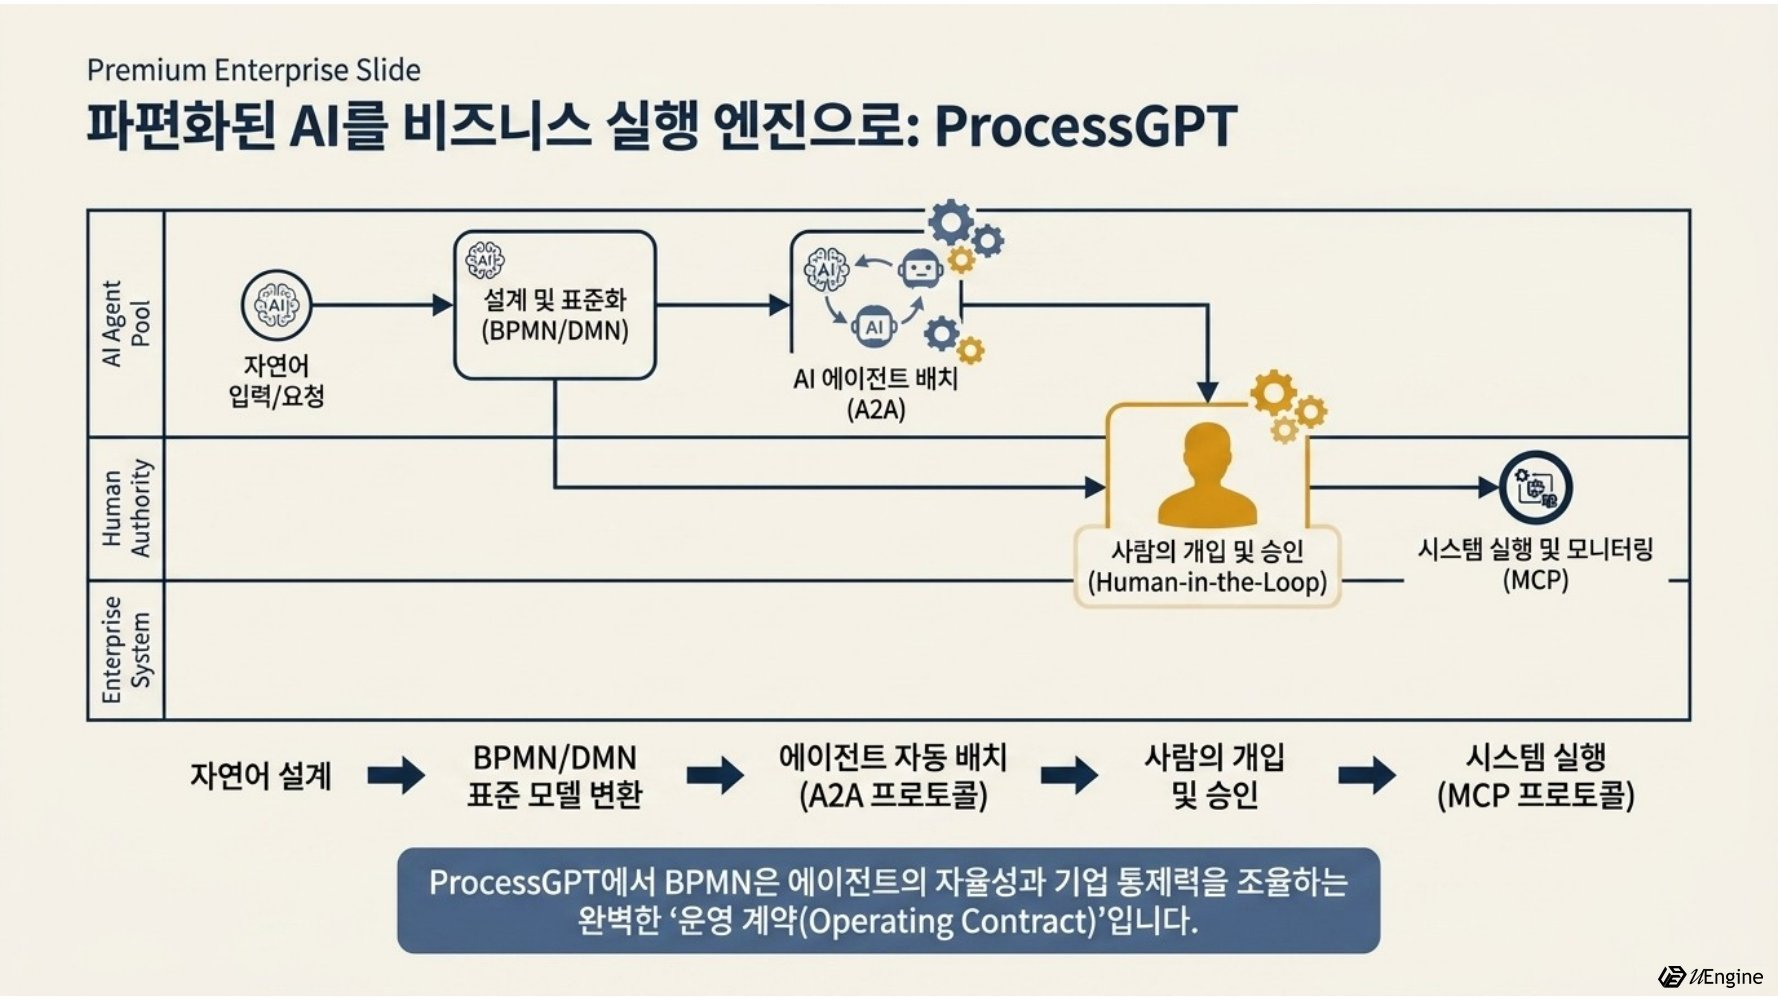 Premium Enterprise Slide
파편화된 AI를 비즈니스 실행 엔진으로: ProcessGPT
AI Agent
Pool
AI
자연어
입력/요청
AI
설계 및 표준화
(BPMN/DMN)
AI
AI
AI 에이전트 배치
(A2A)
Human
Authority
사람의 개입 및 승인
(Human-in-the-Loop)
시스템 실행 및 모니터링
(MCP)
Enterprise
System
자연어 설계
BPMN/DMN
표준 모델 변환
에이전트 자동 배치
(A2A 프로토콜)
사람의 개입
및 승인
시스템 실행
(MCP 프로토콜)
ProcessGPT에서 BPMN은 에이전트의 자율성과 기업 통제력을 조율하는
완벽한 ‘운영 계약(Operating Contract)’입니다.
uEngine